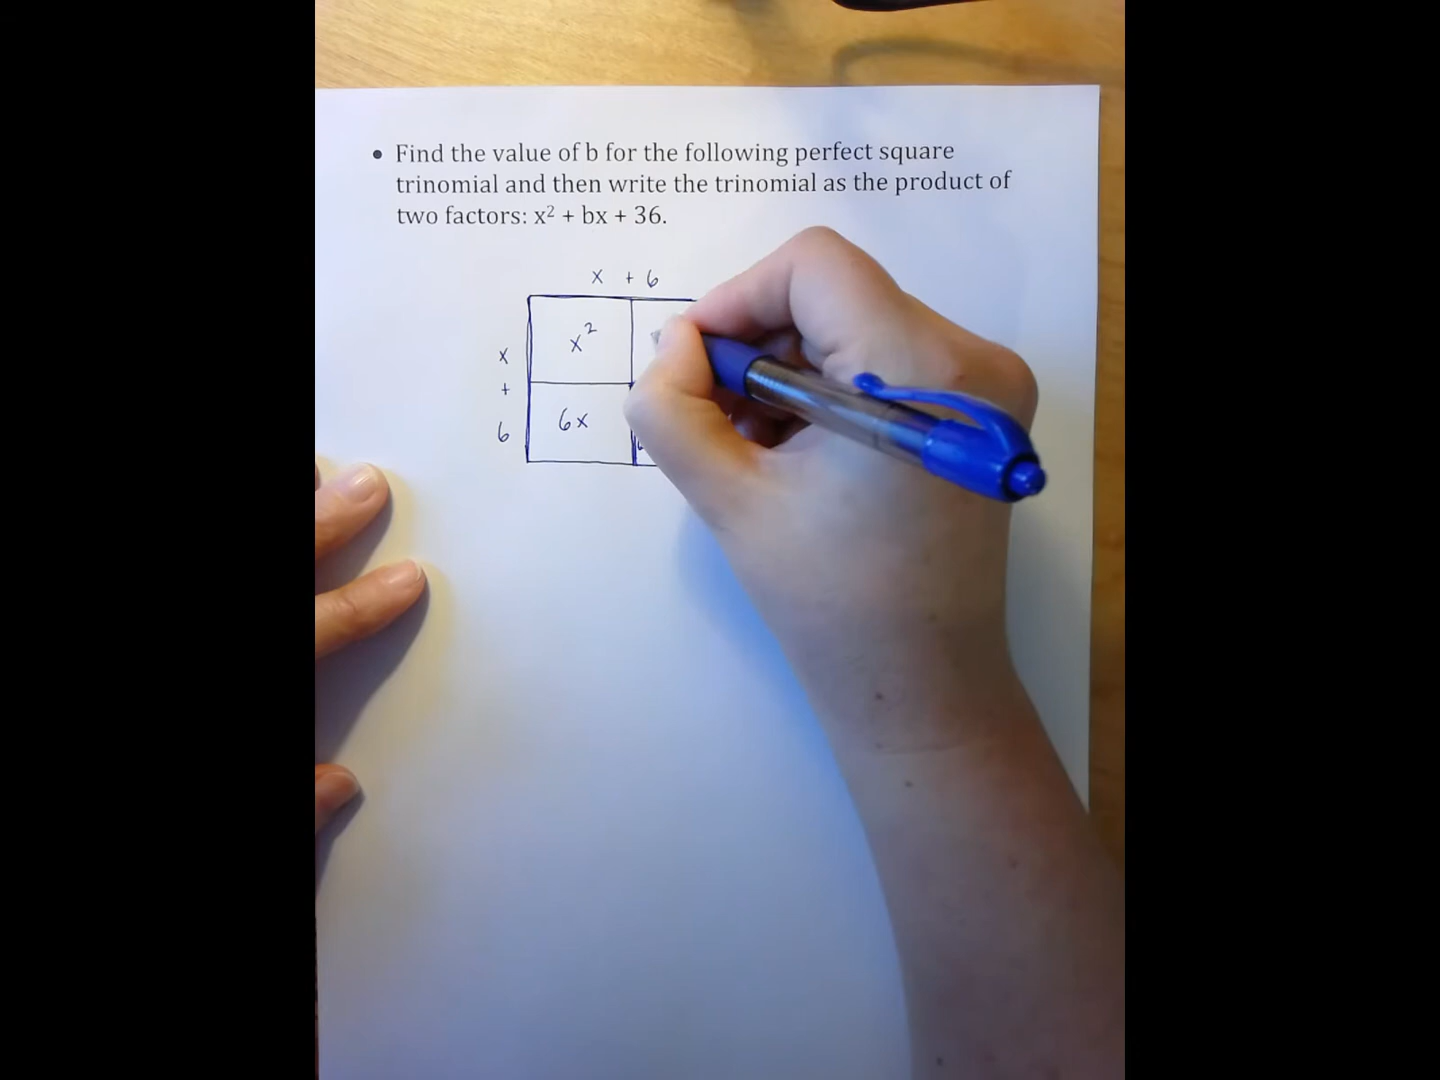 • Find the value of b for the following perfect square
trinomial and then write the trinomial as the product of
two factors: x² + bx + 36.
x + 6
x
x²
+
6
6x